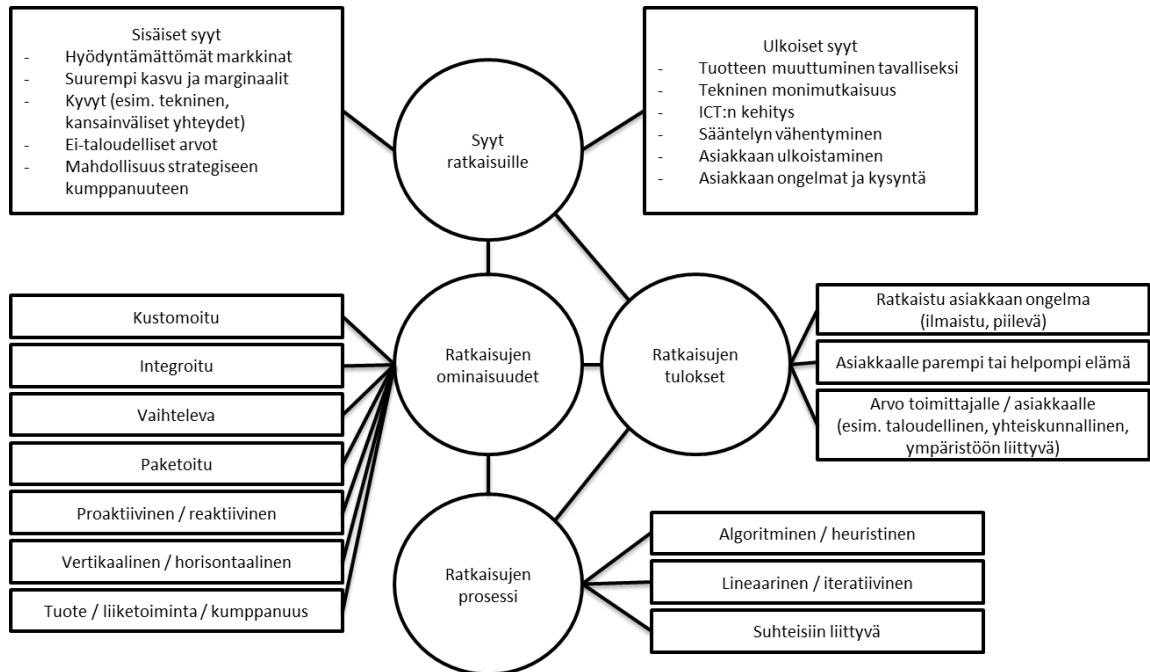 Sisäiset syyt
- Hyödyntämättömät markkinat
- Suurempi kasvu ja marginaalit
- Kyvyt (esim. tekninen,
kansainväliset yhteydet)
- Ei-taloudelliset arvot
- Mahdollisuus strategiseen
kumppanuuteen
Syyt
ratkaisuille
Ulkoiset syyt
- Tuotteen muuttuminen tavalliseksi
- Tekninen monimutkaisuus
- ICT:n kehitys
- Sääntelyn vähentyminen
- Asiakkaan ulkoistaminen
- Asiakkaan ongelmat ja kysyntä
Kustomoitu
Integroitu
Vaihteleva
Paketoitu
Proaktiivinen / reaktiivinen
Vertikaalinen / horisontaalinen
Tuote / liiketoiminta / kumppanuus
Ratkaisujen
ominaisuudet
Ratkaisujen
tulokset
Ratkaistu asiakkaan ongelma
(ilmaistu, piilevä)
Asiakkaalle parempi tai helpompi elämä
Arvo toimittajalle / asiakkaalle
(esim. taloudellinen, yhteiskunnallinen,
ympäristöön liittyvä)
Ratkaisujen
prosessi
Algoritminen / heuristinen
Lineaarinen / iteratiivinen
Suhteisiin liittyvä